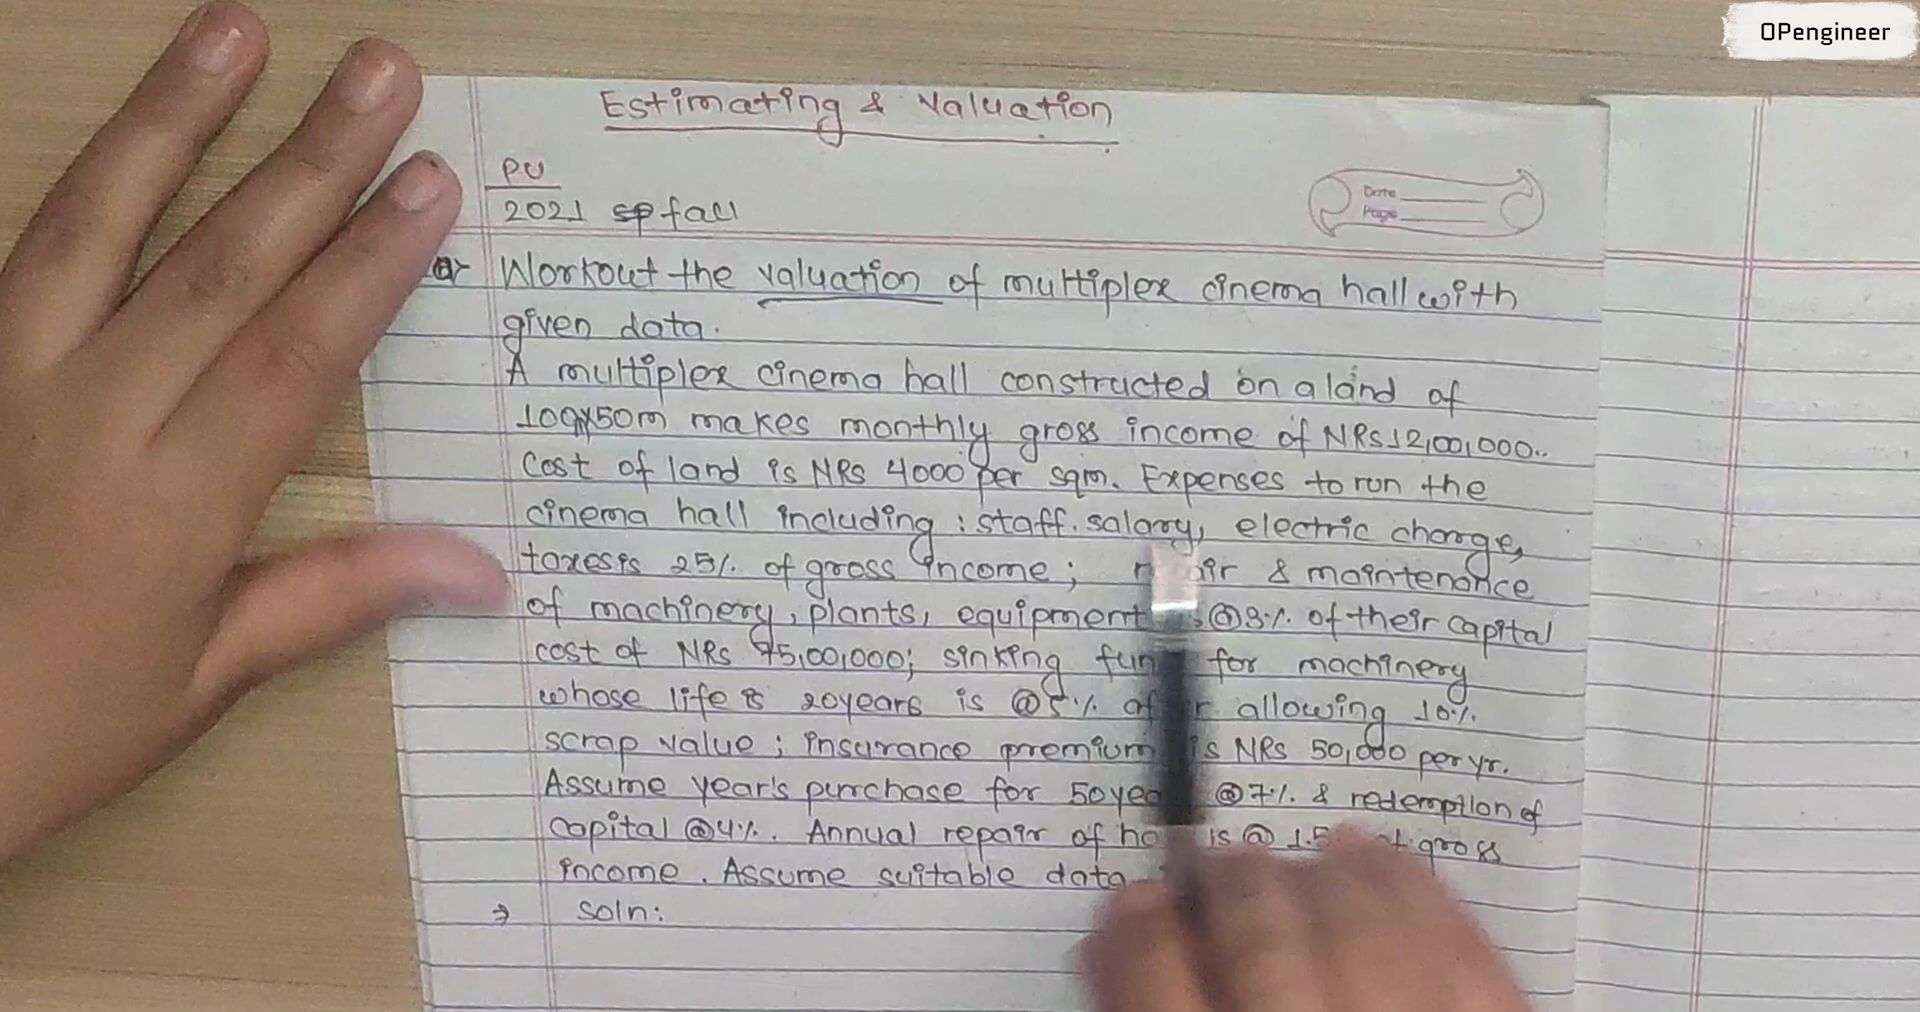 OPengineer
Estimating & Valuation
PU
2021 sp fall
Date
Page
Q) Workout the valuation of multiplex cinema hall with
given data.
A multiplex cinema hall constructed on a land of
100x50m makes monthly gross income of NRs 12,00,000..
Cost of land is NRs 4000 per sqm. Expenses to run the
cinema hall including : staff. salary, electric charge,
taxes is 25% of gross income; & maintenance
of machinery, plants, equipment @3% of their capital
cost of NRs 75,00,000; sinking for machinery
whose life is 20years is @5% allowing 10%
scrap value ; insurance premium is NRs 50,000 per yr.
Assume year's purchase for 50 @7% & redemption of
capital @4%. Annual repair of is @ gross
income. Assume suitable data
⇒ soln: